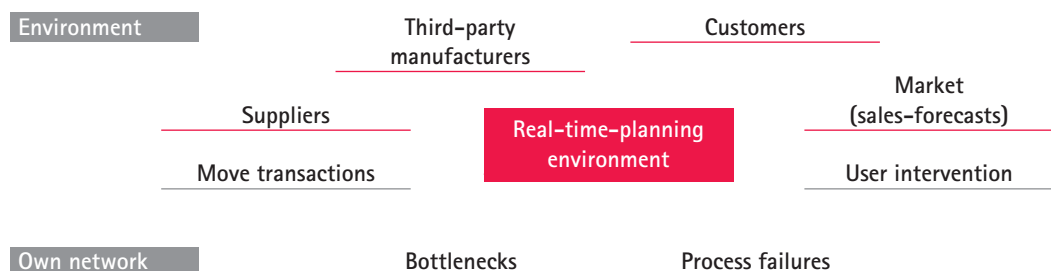 Environment
Third-party
manufacturers
Customers
Suppliers
Real-time-planning
environment
Market
(sales-forecasts)
Move transactions
User intervention
Own network
Bottlenecks
Process failures